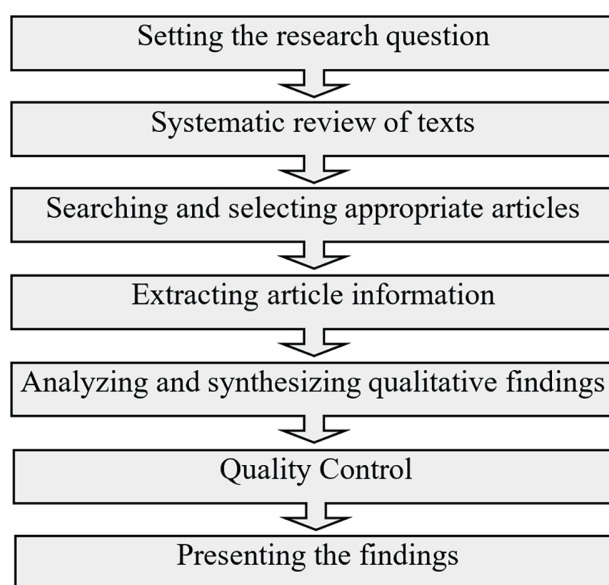 Setting the research question
Systematic review of texts
Searching and selecting appropriate articles
Extracting article information
Analyzing and synthesizing qualitative findings
Quality Control
Presenting the findings